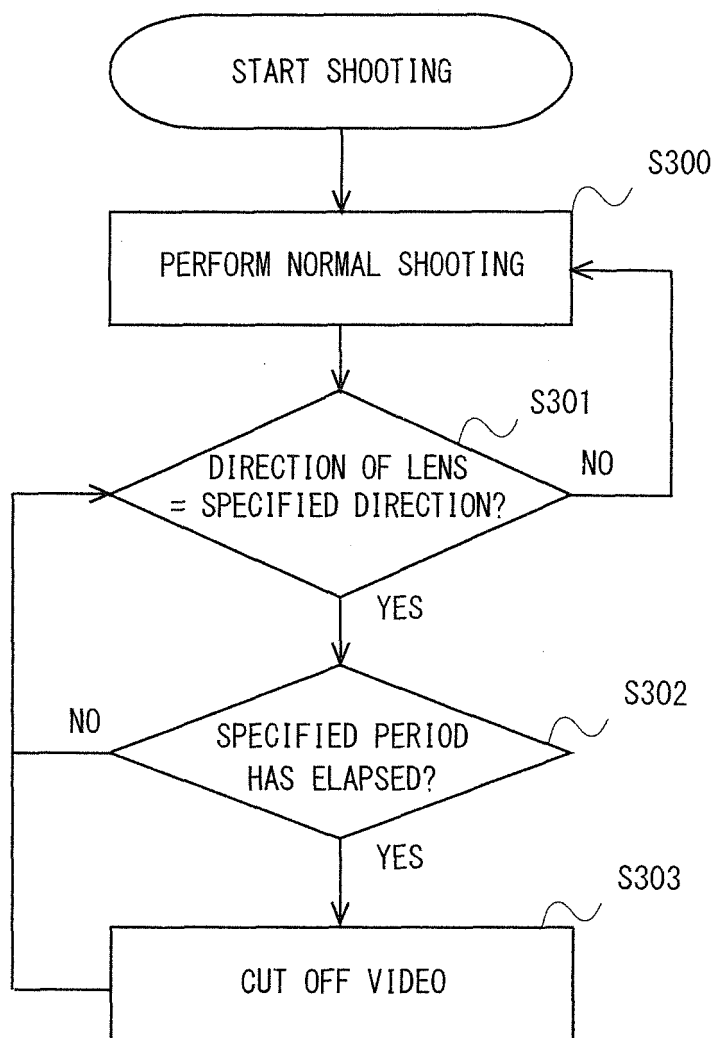 START SHOOTING
S300
PERFORM NORMAL SHOOTING
S301
DIRECTION OF LENS
= SPECIFIED DIRECTION?
NO
YES
S302
NO
SPECIFIED PERIOD
HAS ELAPSED?
YES
S303
CUT OFF VIDEO